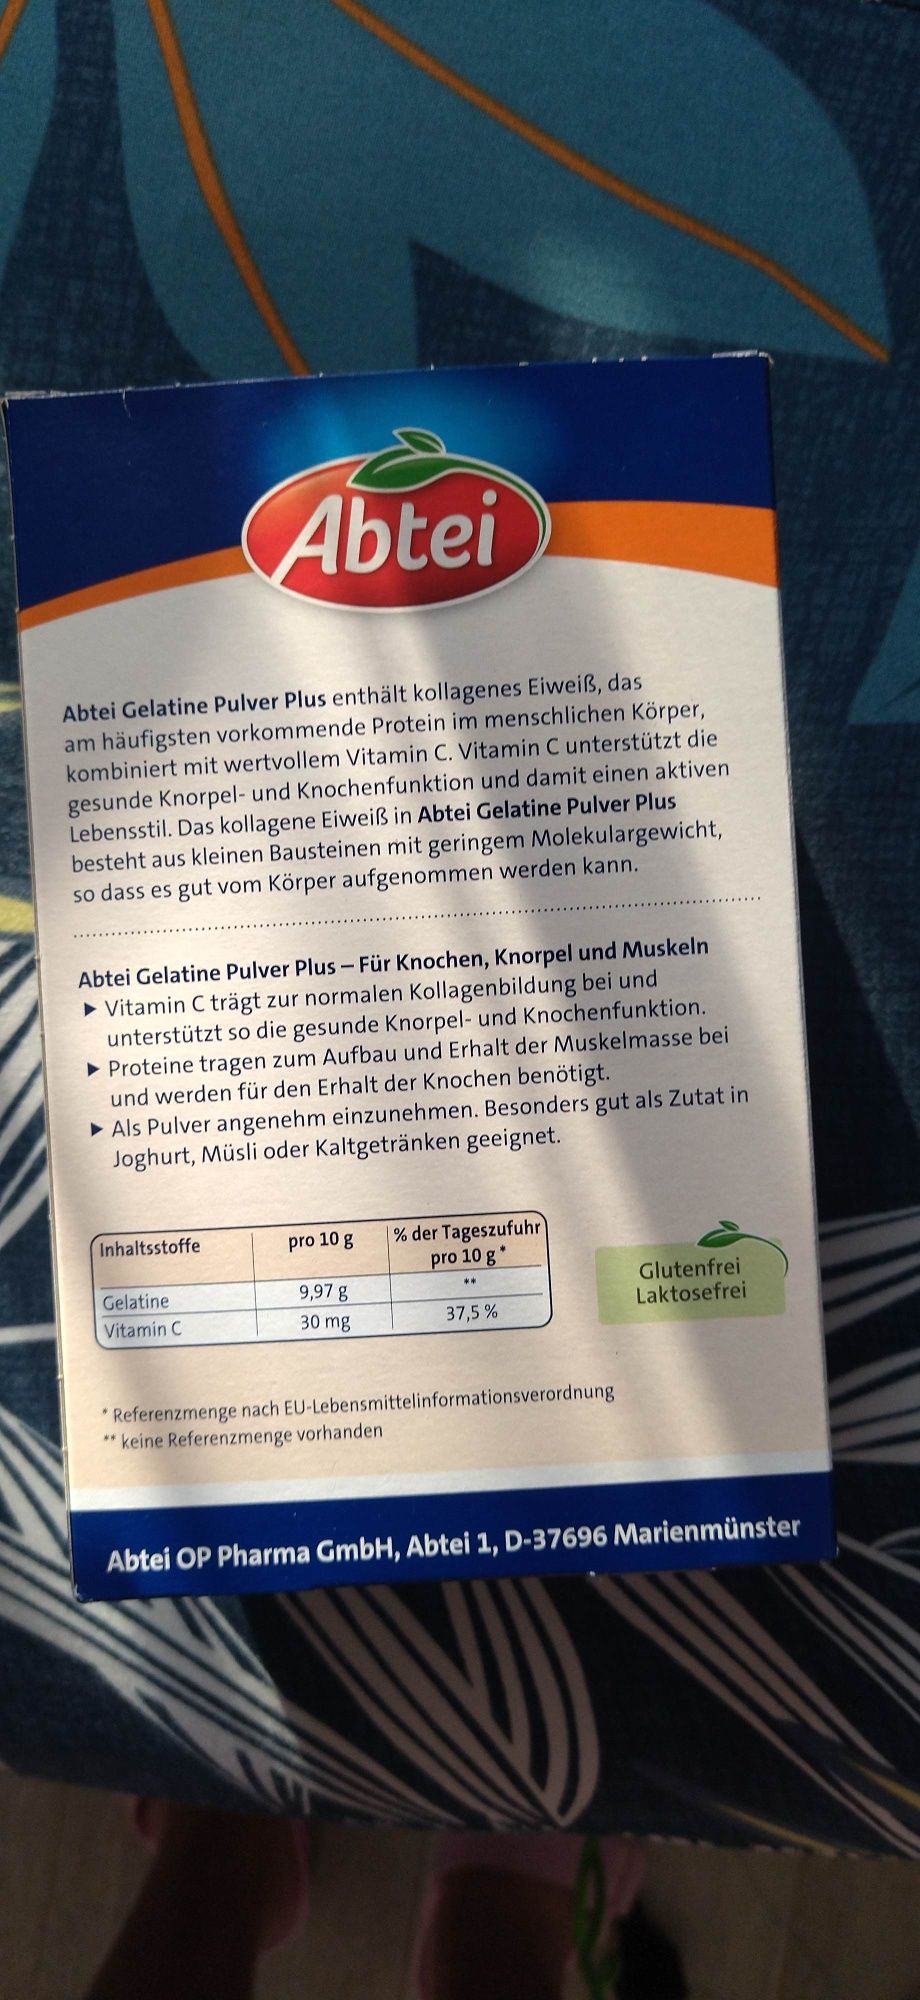 Abtei
Abtei Gelatine Pulver Plus enthält kollagenes Eiweiß, das
am häufigsten vorkommende Protein im menschlichen Körper,
kombiniert mit wertvollem Vitamin C. Vitamin C unterstützt die
gesunde Knorpel- und Knochenfunktion und damit einen aktiven
Lebensstil. Das kollagene Eiweiß in Abtei Gelatine Pulver Plus
besteht aus kleinen Bausteinen mit geringem Molekulargewicht,
so dass es gut vom Körper aufgenommen werden kann.
Abtei Gelatine Pulver Plus – Für Knochen, Knorpel und Muskeln
▶ Vitamin C trägt zur normalen Kollagenbildung bei und
unterstützt so die gesunde Knorpel- und Knochenfunktion.
▶ Proteine tragen zum Aufbau und Erhalt der Muskelmasse bei
und werden für den Erhalt der Knochen benötigt.
▶ Als Pulver angenehm einzunehmen. Besonders gut als Zutat in
Joghurt, Müsli oder Kaltgetränken geeignet.
Inhaltsstoffe pro 10 g % der Tageszufuhr
pro 10 g*
Gelatine 9,97 g **
Vitamin C 30 mg 37,5 %
Glutenfrei
Laktosefrei
* Referenzmenge nach EU-Lebensmittelinformationsverordnung
** keine Referenzmenge vorhanden
Abtei OP Pharma GmbH, Abtei 1, D-37696 Marienmünster